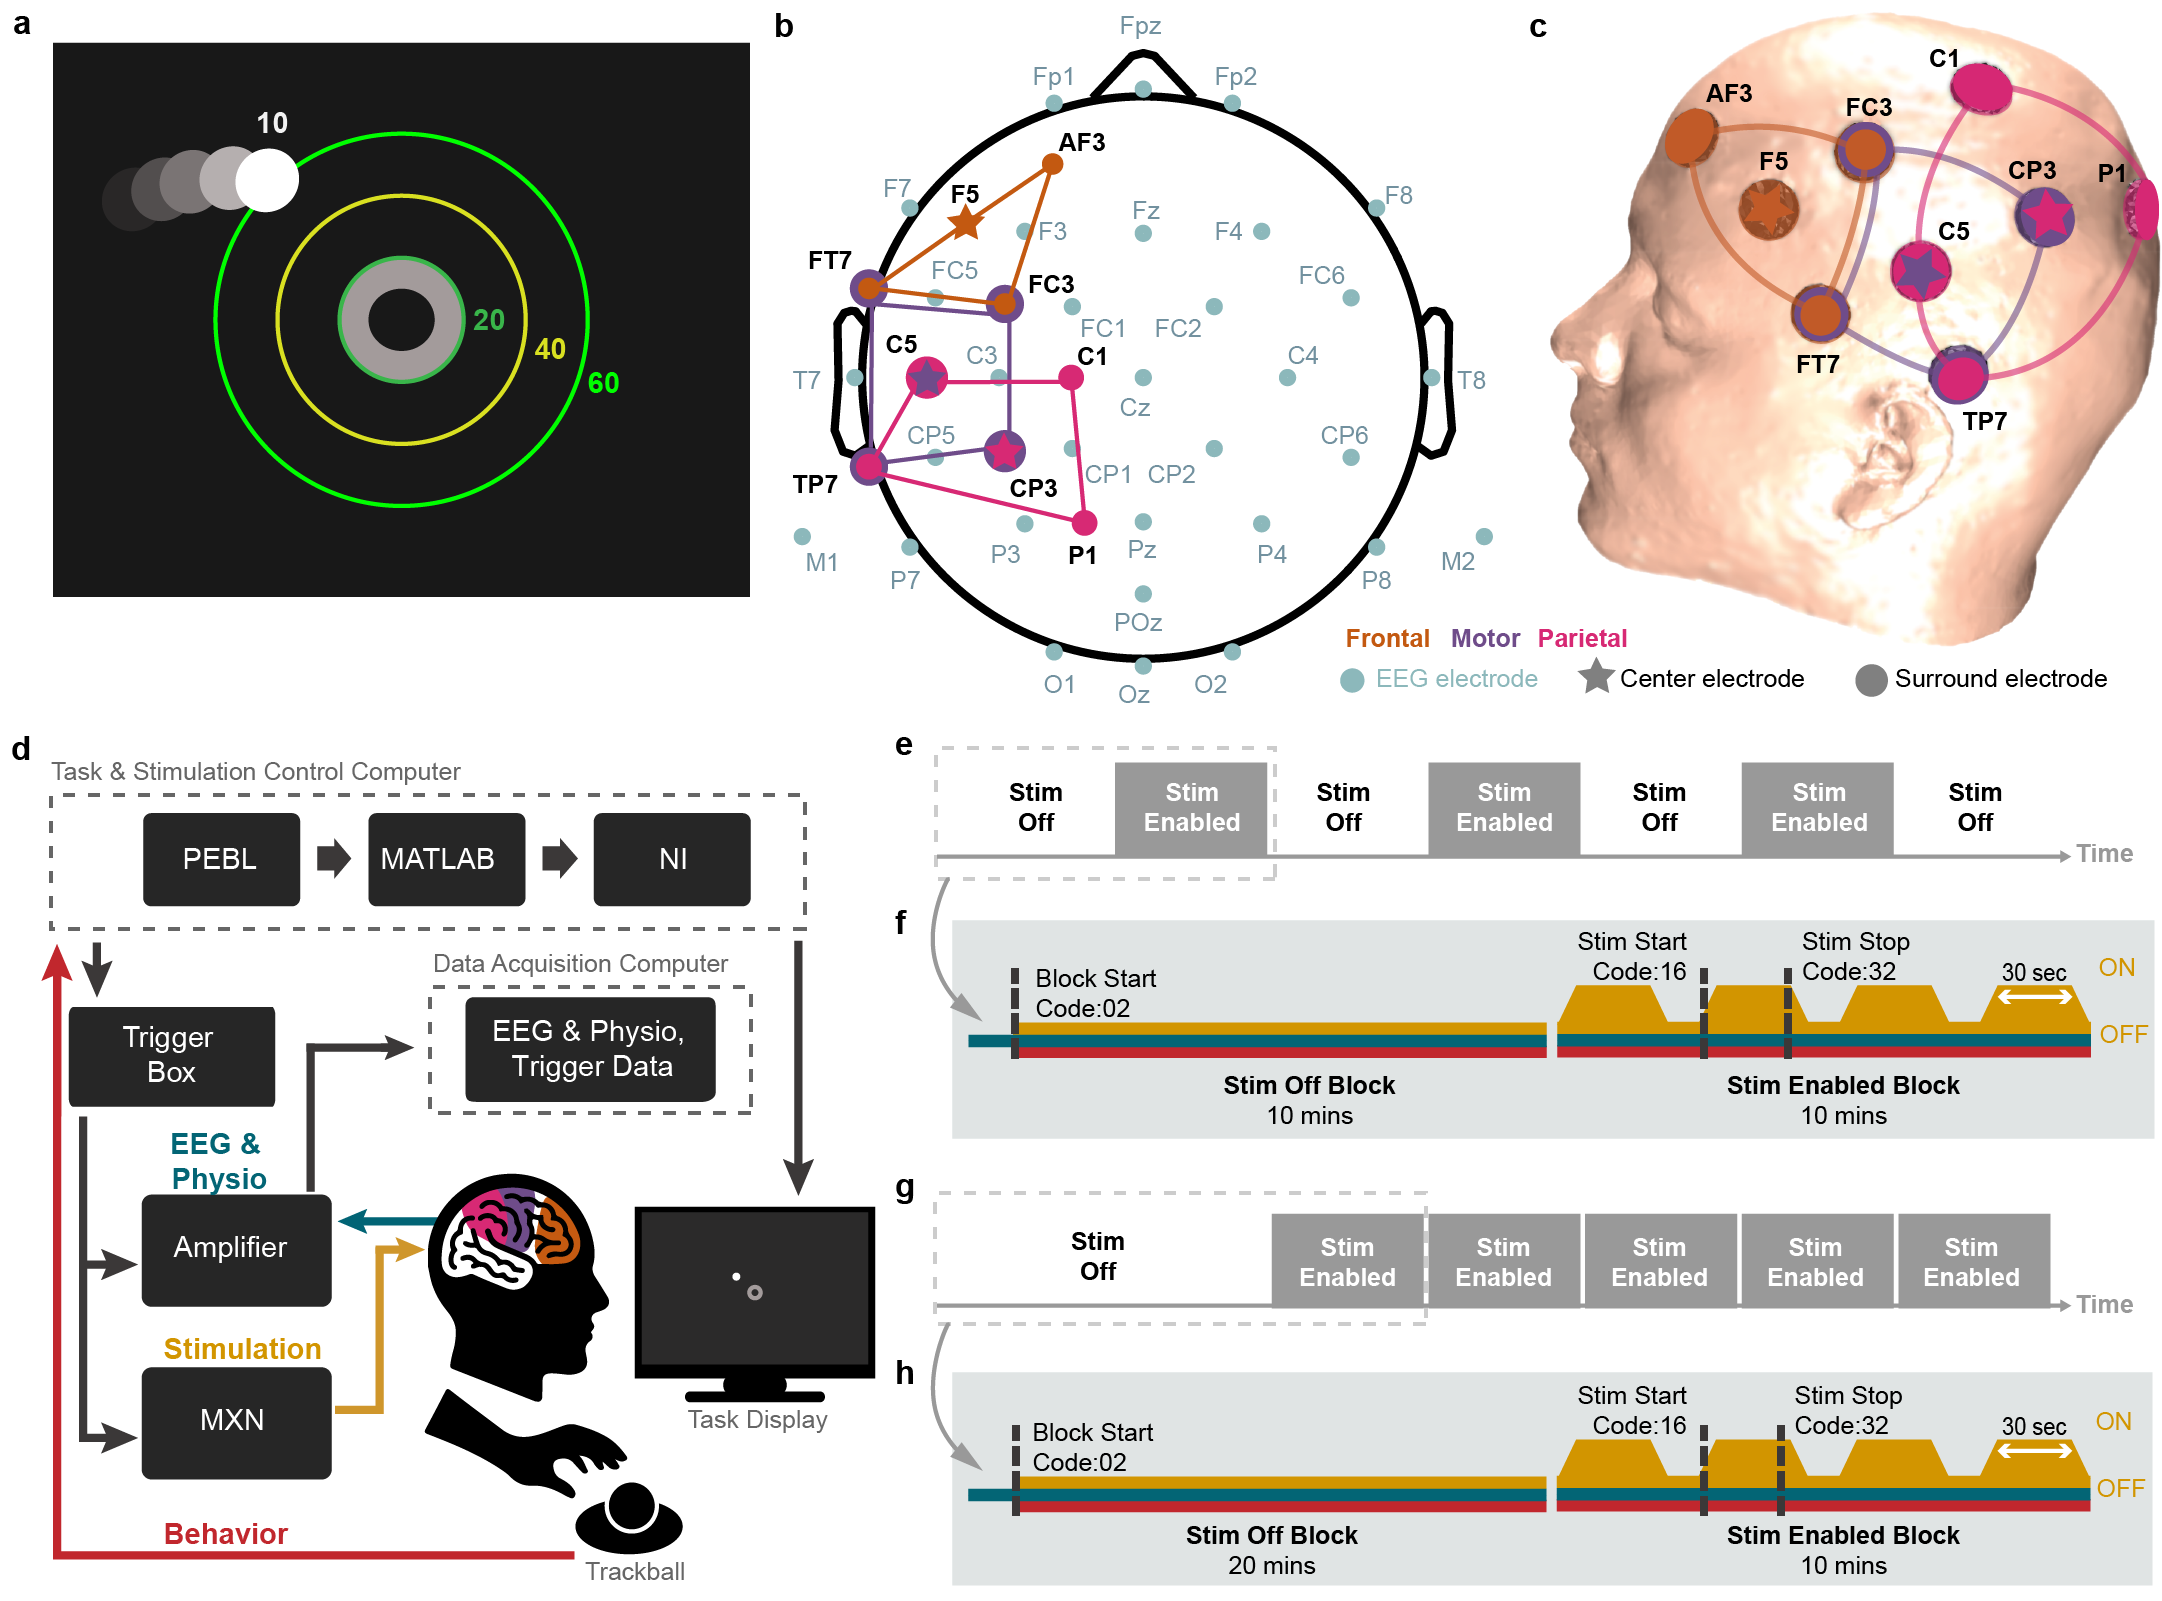 a
10
20
40
60
b
Fpz
Fp1
Fp2
AF3
F7
F5
F8
Fz
F3
F4
FT7
FC5
FC3
FC6
FC1
FC2
C5
C3
C1
C4
T7
Cz
T8
CP5
CP6
TP7
CP3
CP1
CP2
M1
P7
P3
P1
Pz
P4
P8
M2
POz
O1
Oz
O2
Frontal Motor Parietal
EEG electrode
Center electrode
Surround electrode
c
C1
AF3
FC3
F5
CP3
P1
C5
FT7
TP7
d
Task & Stimulation Control Computer
PEBL
MATLAB
NI
Data Acquisition Computer
Trigger
Box
EEG & Physio,
Trigger Data
EEG &
Physio
Amplifier
Stimulation
MXN
Task Display
Behavior
Trackball
e
Stim
Off
Stim
Enabled
Stim
Off
Stim
Enabled
Stim
Off
Stim
Enabled
Stim
Off
Time
f
Block Start
Code:02
Stim Start
Code:16
Stim Stop
Code:32
30 sec
ON
OFF
Stim Off Block
10 mins
Stim Enabled Block
10 mins
g
Stim
Off
Stim
Enabled
Stim
Enabled
Stim
Enabled
Stim
Enabled
Stim
Enabled
Time
h
Block Start
Code:02
Stim Start
Code:16
Stim Stop
Code:32
30 sec
ON
OFF
Stim Off Block
20 mins
Stim Enabled Block
10 mins